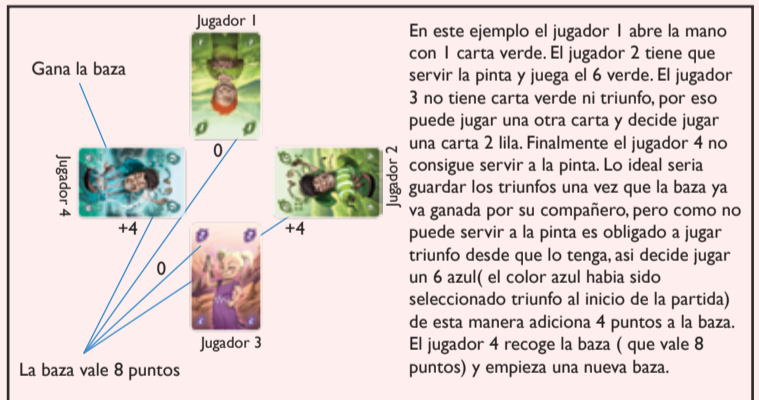 Jugador 1
Gana la baza
0
Jugador 4
Jugador 2
+4
+4
0
Jugador 3
La baza vale 8 puntos
En este ejemplo el jugador 1 abre la mano
con 1 carta verde. El jugador 2 tiene que
servir la pinta y juega el 6 verde. El jugador
3 no tiene carta verde ni triunfo, por eso
puede jugar una otra carta y decide jugar
una carta 2 lila. Finalmente el jugador 4 no
consigue servir a la pinta. Lo ideal seria
guardar los triunfos una vez que la baza ya
va ganada por su compañero, pero como no
puede servir a la pinta es obligado a jugar
triunfo desde que lo tenga, asi decide jugar
un 6 azul( el color azul habia sido
seleccionado triunfo al inicio de la partida)
de esta manera adiciona 4 puntos a la baza.
El jugador 4 recoge la baza ( que vale 8
puntos) y empieza una nueva baza.